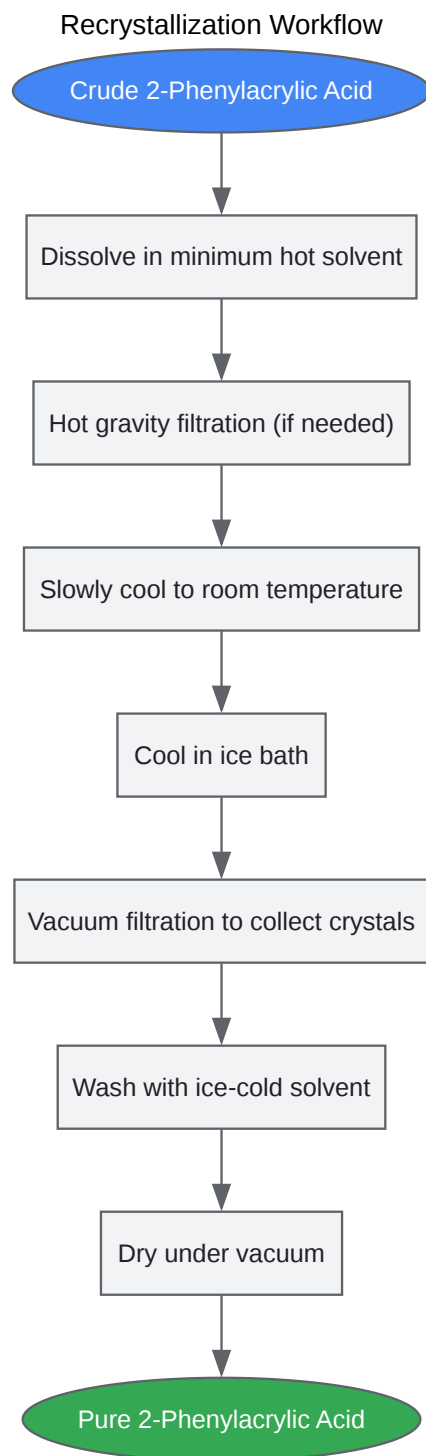 Recrystallization Workflow
Crude 2-Phenylacrylic Acid
Dissolve in minimum hot solvent
Hot gravity filtration (if needed)
Slowly cool to room temperature
Cool in ice bath
Vacuum filtration to collect crystals
Wash with ice-cold solvent
Dry under vacuum
Pure 2-Phenylacrylic Acid